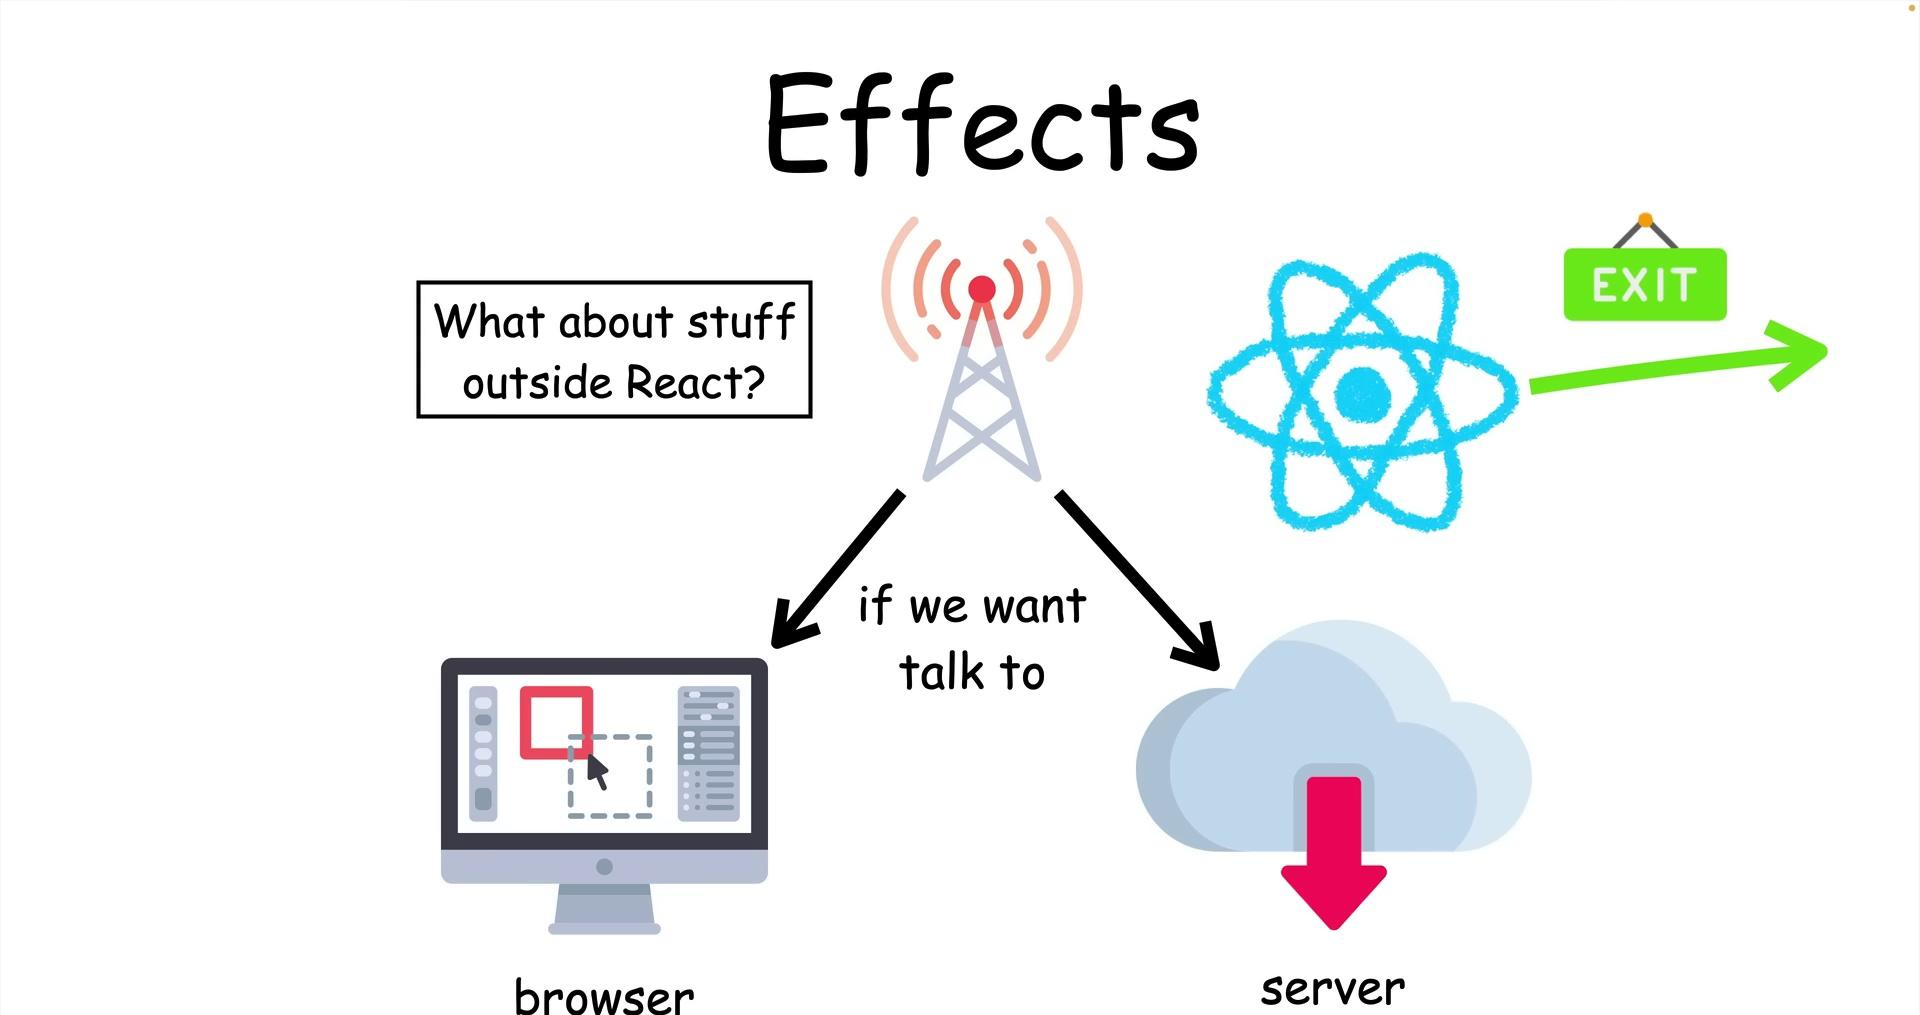 Effects
What about stuff
outside React?
EXIT
if we want
talk to
browser
server